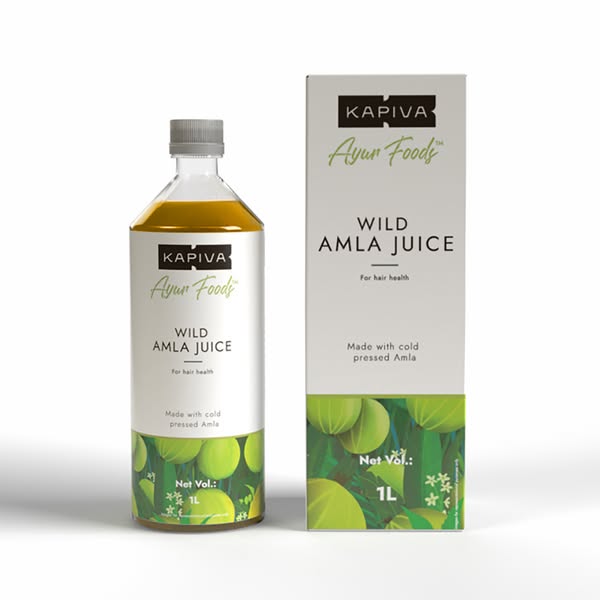 KAPIVA
Ayur Foods™
WILD
AMLA JUICE
For hair health
Made with cold
pressed Amla
Net Vol.:
1L
KAPIVA
Ayur Foods™
WILD
AMLA JUICE
For hair health
Made with cold
pressed Amla
Net Vol.:
1L